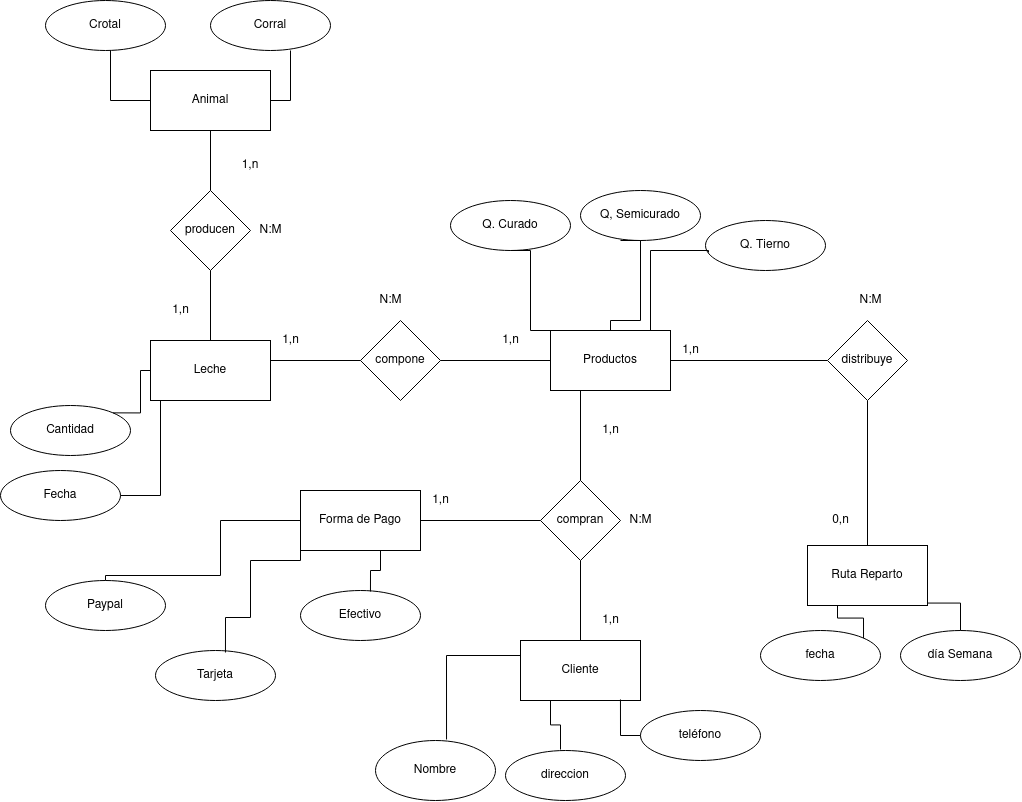 Crotal
Corral
Animal
1,n
producen
N:M
1,n
Q. Curado
Q, Semicurado
Q. Tierno
N:M
N:M
1,n
compone
1,n
Productos
1,n
distribuye
Leche
Cantidad
Fecha
1,n
Forma de Pago
1,n
compran
N:M
0,n
Ruta Reparto
Paypal
Tarjeta
Efectivo
1,n
Cliente
fecha
día Semana
Nombre
direccion
teléfono